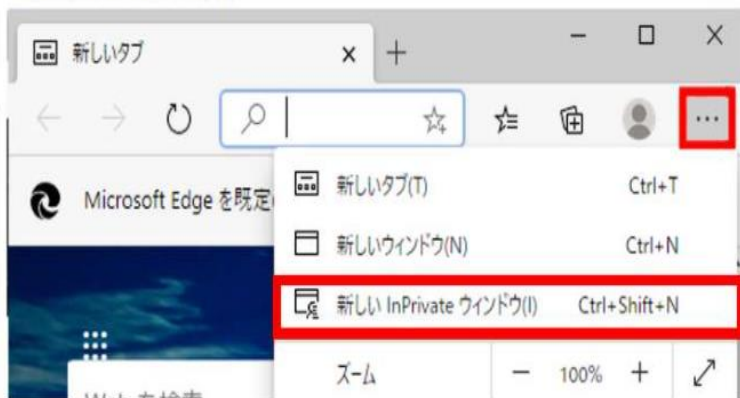 新しいタブ
Microsoft Edge を既定
新しいタブ(T) Ctrl+T
新しいウィンドウ(N) Ctrl+N
新しい InPrivate ウィンドウ(I) Ctrl+Shift+N
ズーム 100%